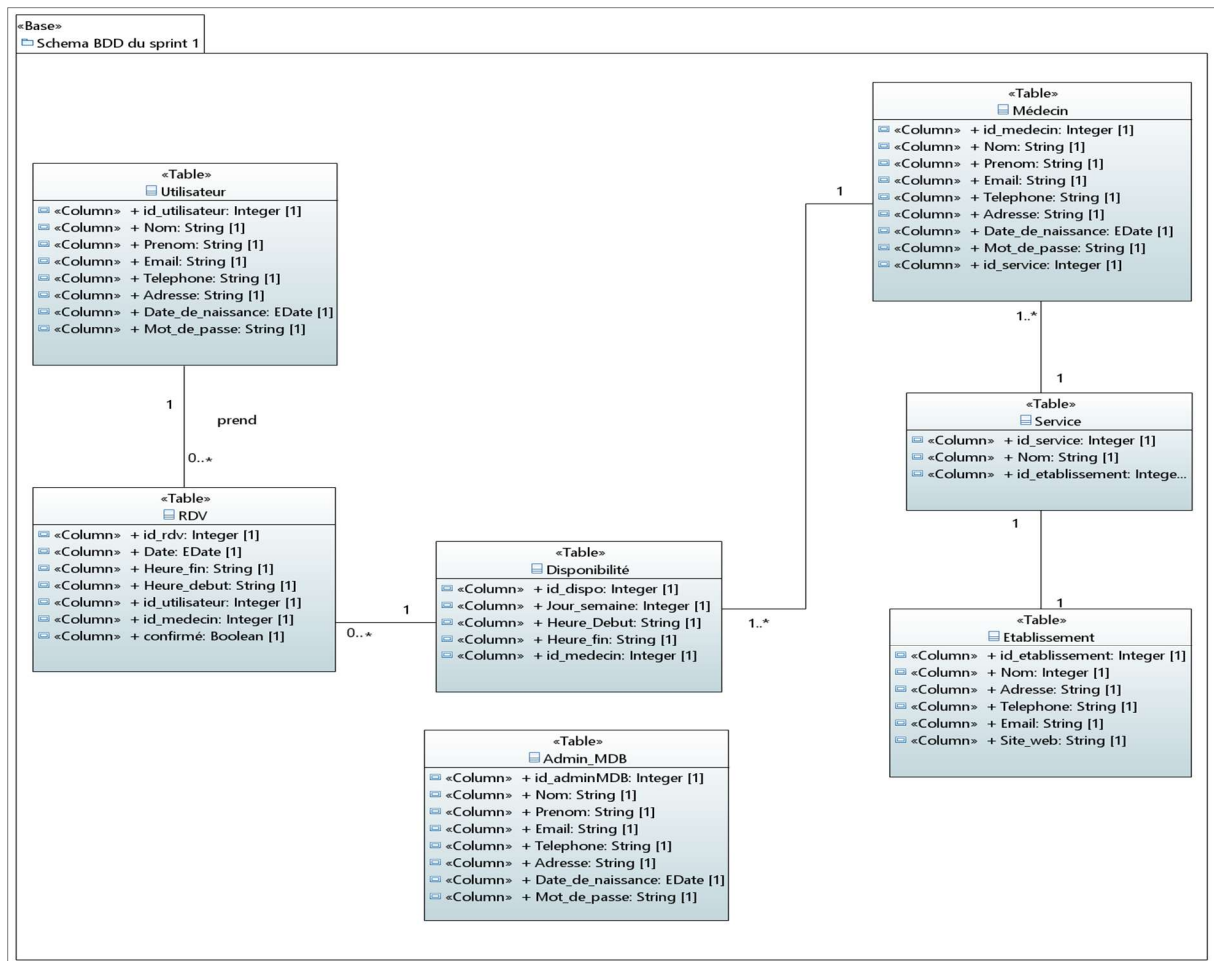 «Base»
Schema BDD du sprint 1
«Table»
Médecin
«Column» + id_medecin: Integer [1]
«Column» + Nom: String [1]
«Column» + Prenom: String [1]
«Column» + Email: String [1]
«Column» + Telephone: String [1]
«Column» + Adresse: String [1]
«Column» + Date_de_naissance: EDate [1]
«Column» + Mot_de_passe: String [1]
«Column» + id_service: Integer [1]
«Table»
Utilisateur
«Column» + id_utilisateur: Integer [1]
«Column» + Nom: String [1]
«Column» + Prenom: String [1]
«Column» + Email: String [1]
«Column» + Telephone: String [1]
«Column» + Adresse: String [1]
«Column» + Date_de_naissance: EDate [1]
«Column» + Mot_de_passe: String [1]
1
1..*
1
1
prend
0..*
«Table»
Service
«Column» + id_service: Integer [1]
«Column» + Nom: String [1]
«Column» + id_etablissement: Intege...
1
1
«Table»
RDV
«Column» + id_rdv: Integer [1]
«Column» + Date: EDate [1]
«Column» + Heure_fin: String [1]
«Column» + Heure_debut: String [1]
«Column» + id_utilisateur: Integer [1]
«Column» + id_medecin: Integer [1]
«Column» + confirmé: Boolean [1]
0..*
1
«Table»
Disponibilité
«Column» + id_dispo: Integer [1]
«Column» + Jour_semaine: Integer [1]
«Column» + Heure_Debut: String [1]
«Column» + Heure_fin: String [1]
«Column» + id_medecin: Integer [1]
1..*
«Table»
Etablissement
«Column» + id_etablissement: Integer [1]
«Column» + Nom: Integer [1]
«Column» + Adresse: String [1]
«Column» + Telephone: String [1]
«Column» + Email: String [1]
«Column» + Site_web: String [1]
«Table»
Admin_MDB
«Column» + id_adminMDB: Integer [1]
«Column» + Nom: String [1]
«Column» + Prenom: String [1]
«Column» + Email: String [1]
«Column» + Telephone: String [1]
«Column» + Adresse: String [1]
«Column» + Date_de_naissance: EDate [1]
«Column» + Mot_de_passe: String [1]